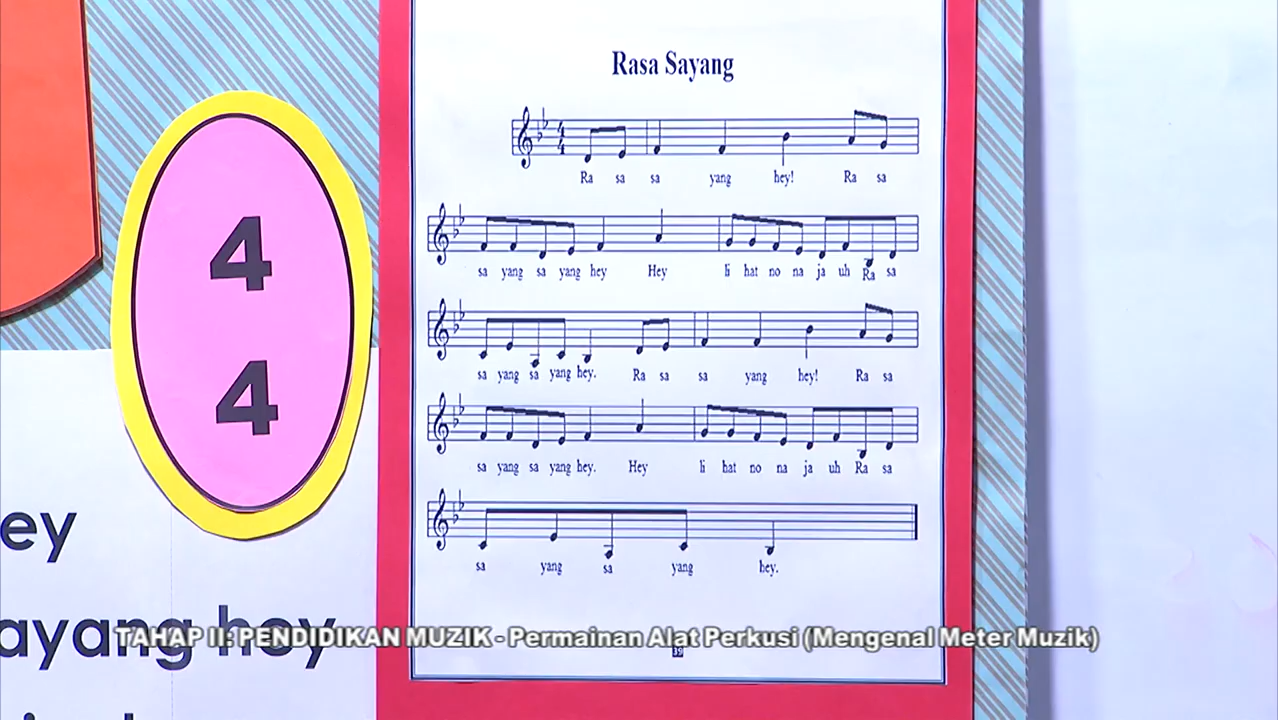 Rasa Sayang
4
4
Ra sa sa yang hey! Ra sa
sa yang sa yang hey Hey li hat no na ja uh Ra sa
sa yang sa yang hey. Ra sa sa yang hey! Ra sa
sa yang sa yang hey. Hey li hat no na ja uh Ra sa
sa yang sa yang hey.
39
4
4
ey
ayang hey
TAHAP II: PENDIDIKAN MUZIK - Permainan Alat Perkusi (Mengenal Meter Muzik)